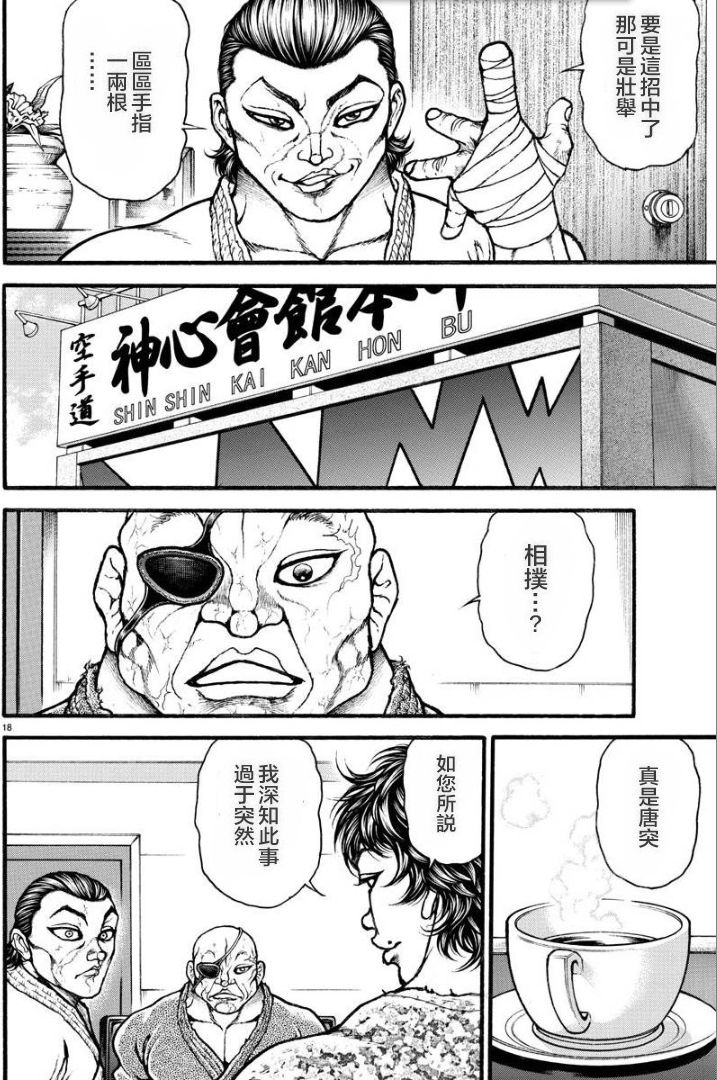 要是這招中了
那可是壯舉
區區手指
一兩根
……
神心會館本部
SHIN SHIN KAI KAN HON BU
空手道
相撲…？
18
真是唐突
如您所説
我深知此事
過于突然